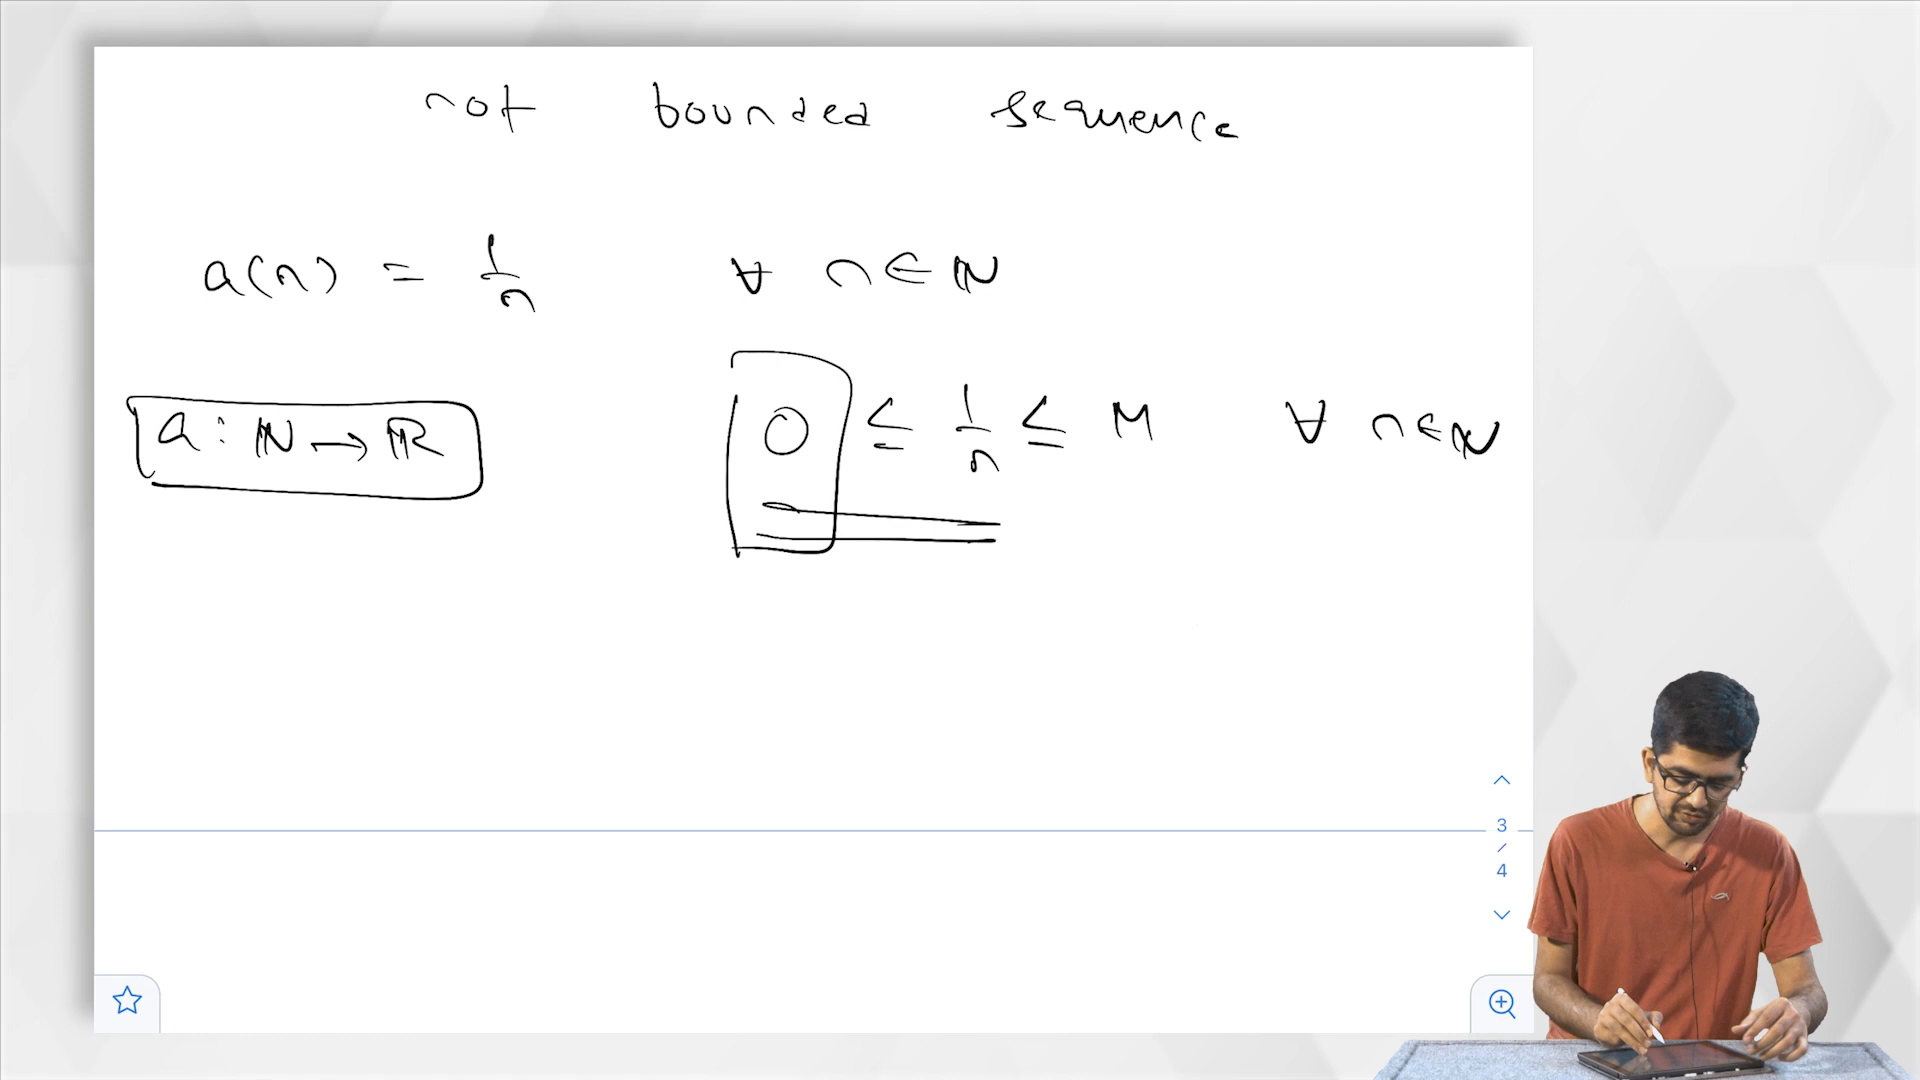 not bounded sequence
a(n) = 1/n ∀ n ∈ ℕ
a : ℕ → ℝ
0 ≤ 1/n ≤ M ∀ n ∈ ℕ
3
/
4